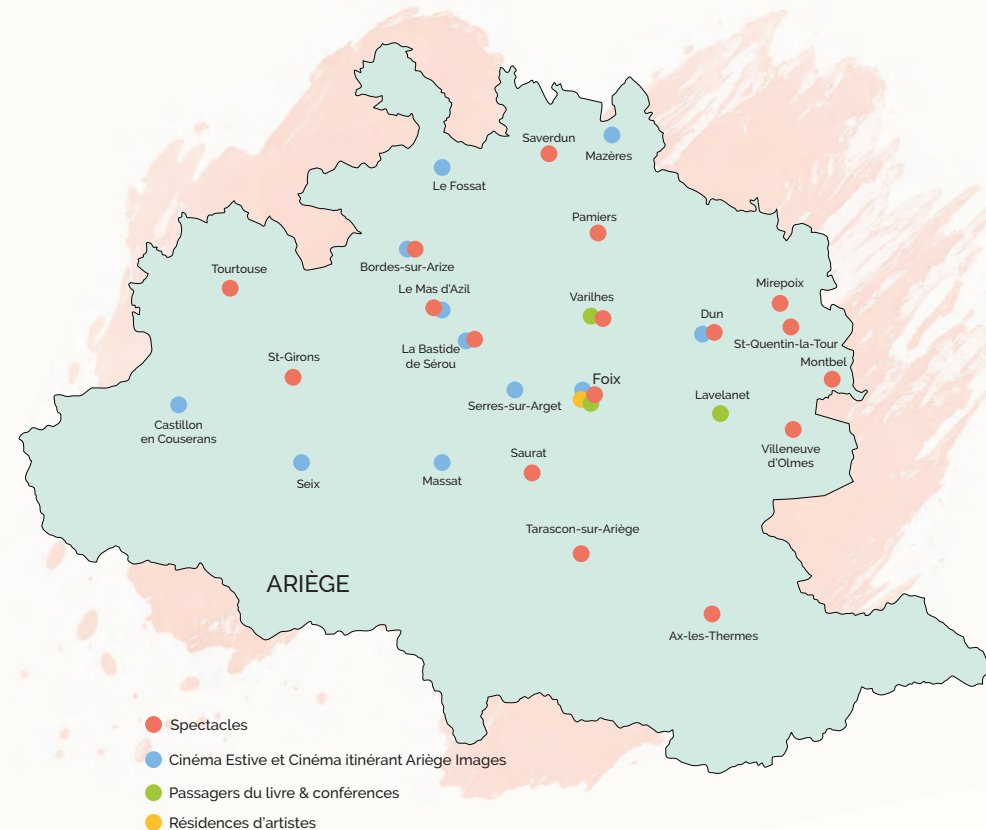 Saverdun
Mazères
Le Fossat
Pamiers
Bordes-sur-Arize
Tourtouse
Le Mas d'Azil
Varilhes
Mirepoix
Dun
St-Quentin-la-Tour
La Bastide
de Sérou
St-Girons
Montbel
Foix
Serres-sur-Arget
Lavelanet
Castillon
en Couserans
Villeneuve
d'Olmes
Saurat
Seix
Massat
Tarascon-sur-Ariège
ARIÈGE
Ax-les-Thermes
Spectacles
Cinéma Estive et Cinéma itinérant Ariège Images
Passagers du livre & conférences
Résidences d'artistes